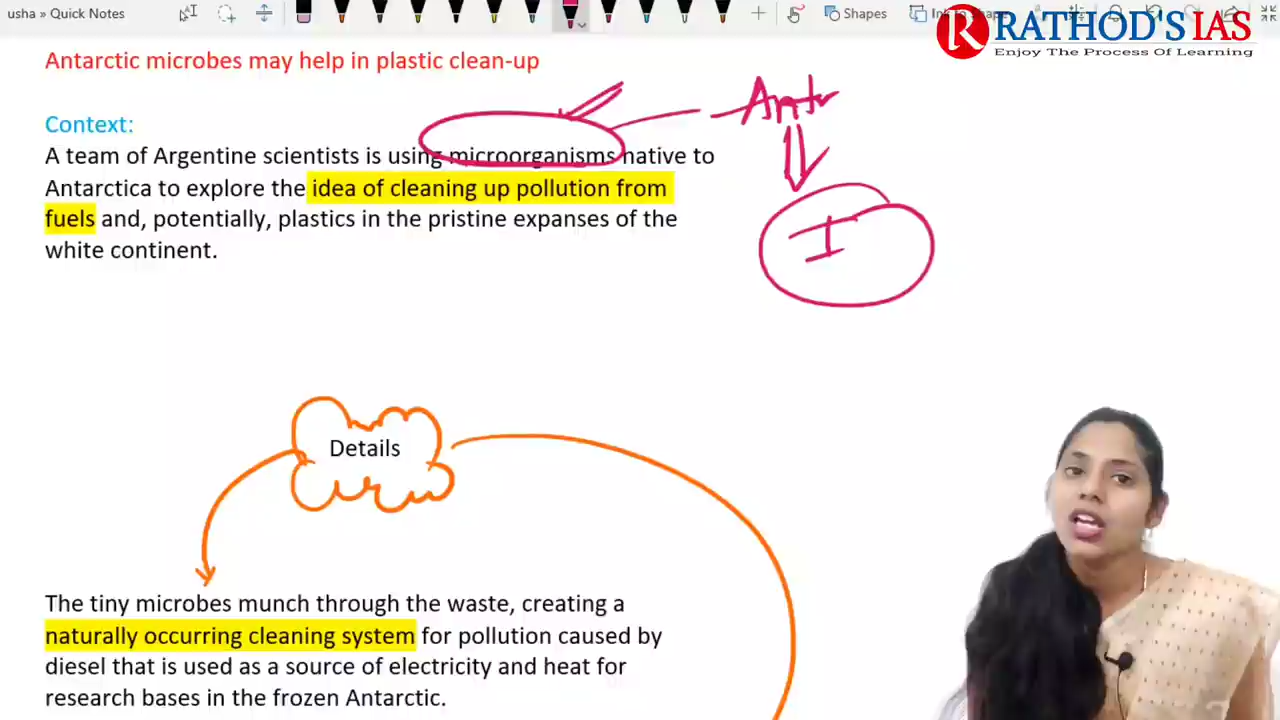 usha » Quick Notes
Shapes
RATHOD'S IAS
Enjoy The Process Of Learning
Antarctic microbes may help in plastic clean-up
Antr
Context:
A team of Argentine scientists is using microorganisms native to
Antarctica to explore the idea of cleaning up pollution from
fuels and, potentially, plastics in the pristine expanses of the
white continent.
I
Details
The tiny microbes munch through the waste, creating a
naturally occurring cleaning system for pollution caused by
diesel that is used as a source of electricity and heat for
research bases in the frozen Antarctic.